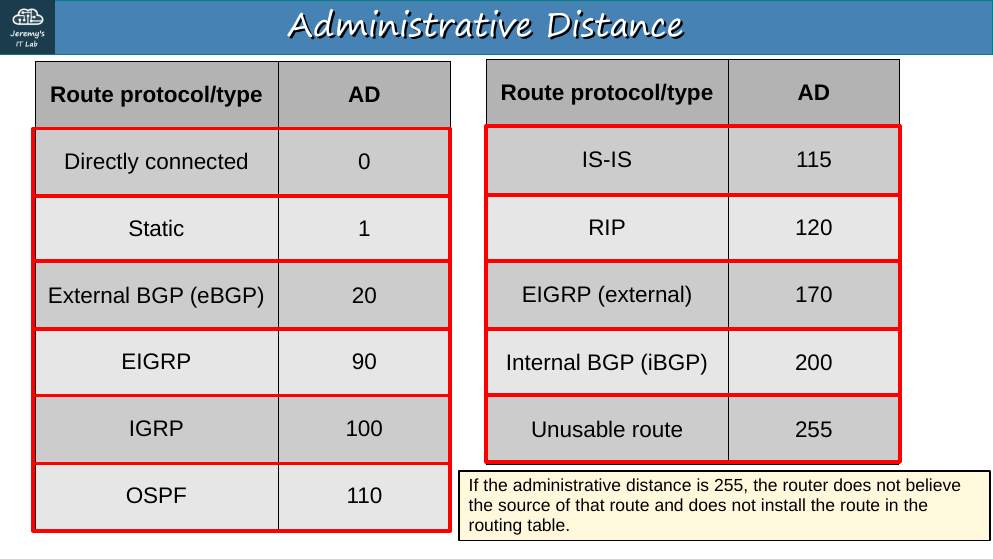 Jeremy's
IT Lab
Administrative Distance
Route protocol/type AD
Directly connected 0
Static 1
External BGP (eBGP) 20
EIGRP 90
IGRP 100
OSPF 110
Route protocol/type AD
IS-IS 115
RIP 120
EIGRP (external) 170
Internal BGP (iBGP) 200
Unusable route 255
If the administrative distance is 255, the router does not believe
the source of that route and does not install the route in the
routing table.